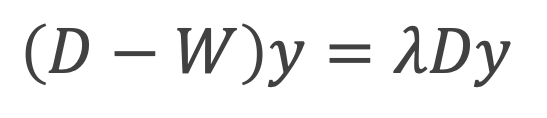 (D − W)y = λDy